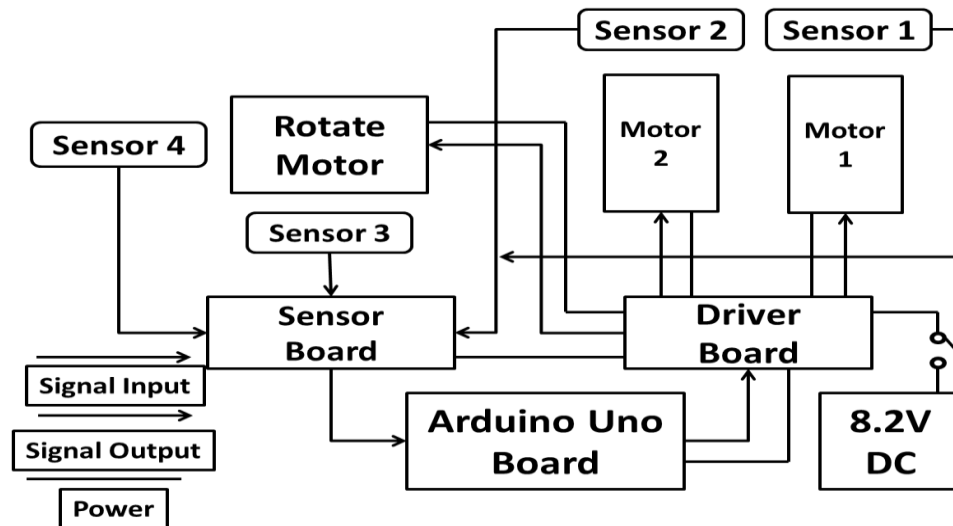 Sensor 2
Sensor 1
Rotate
Motor
Motor
2
Motor
1
Sensor 4
Sensor 3
Sensor
Board
Driver
Board
Signal Input
Arduino Uno
Board
8.2V
DC
Signal Output
Power